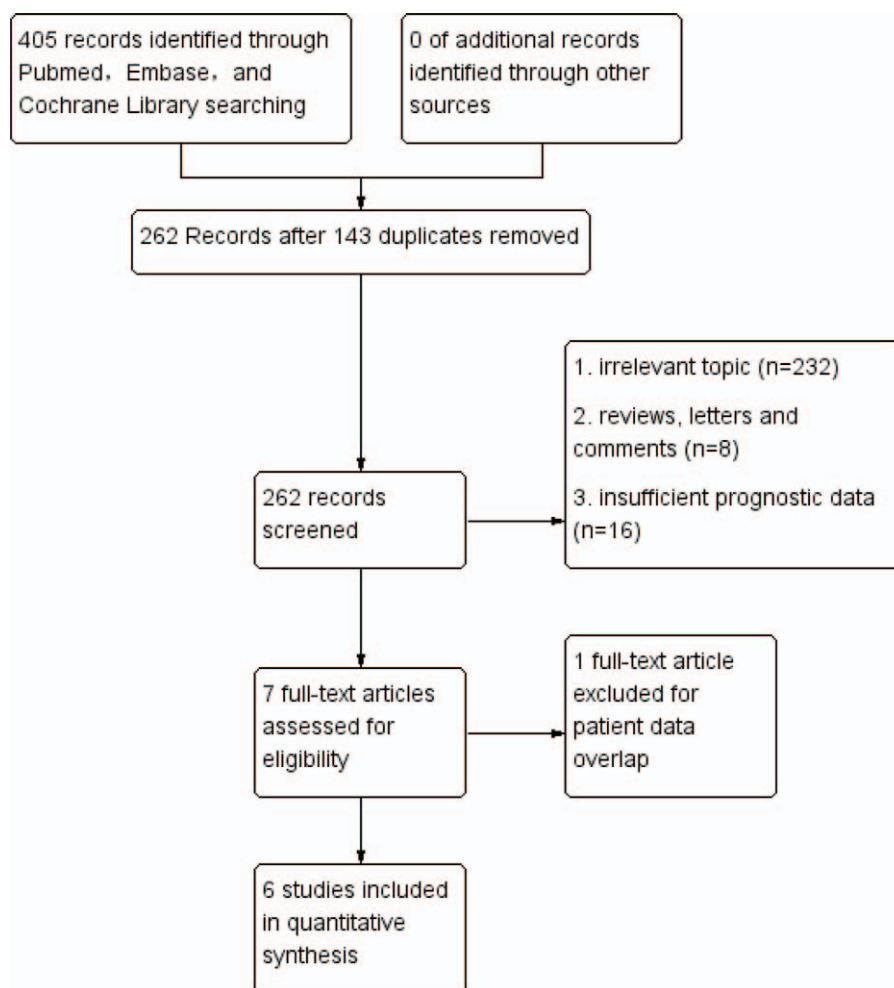 405 records identified through
Pubmed，Embase，and
Cochrane Library searching
0 of additional records
identified through other
sources
262 Records after 143 duplicates removed
1. irrelevant topic (n=232)
2. reviews, letters and
comments (n=8)
3. insufficient prognostic data
(n=16)
262 records
screened
7 full-text articles
assessed for
eligibility
1 full-text article
excluded for
patient data
overlap
6 studies included
in quantitative
synthesis